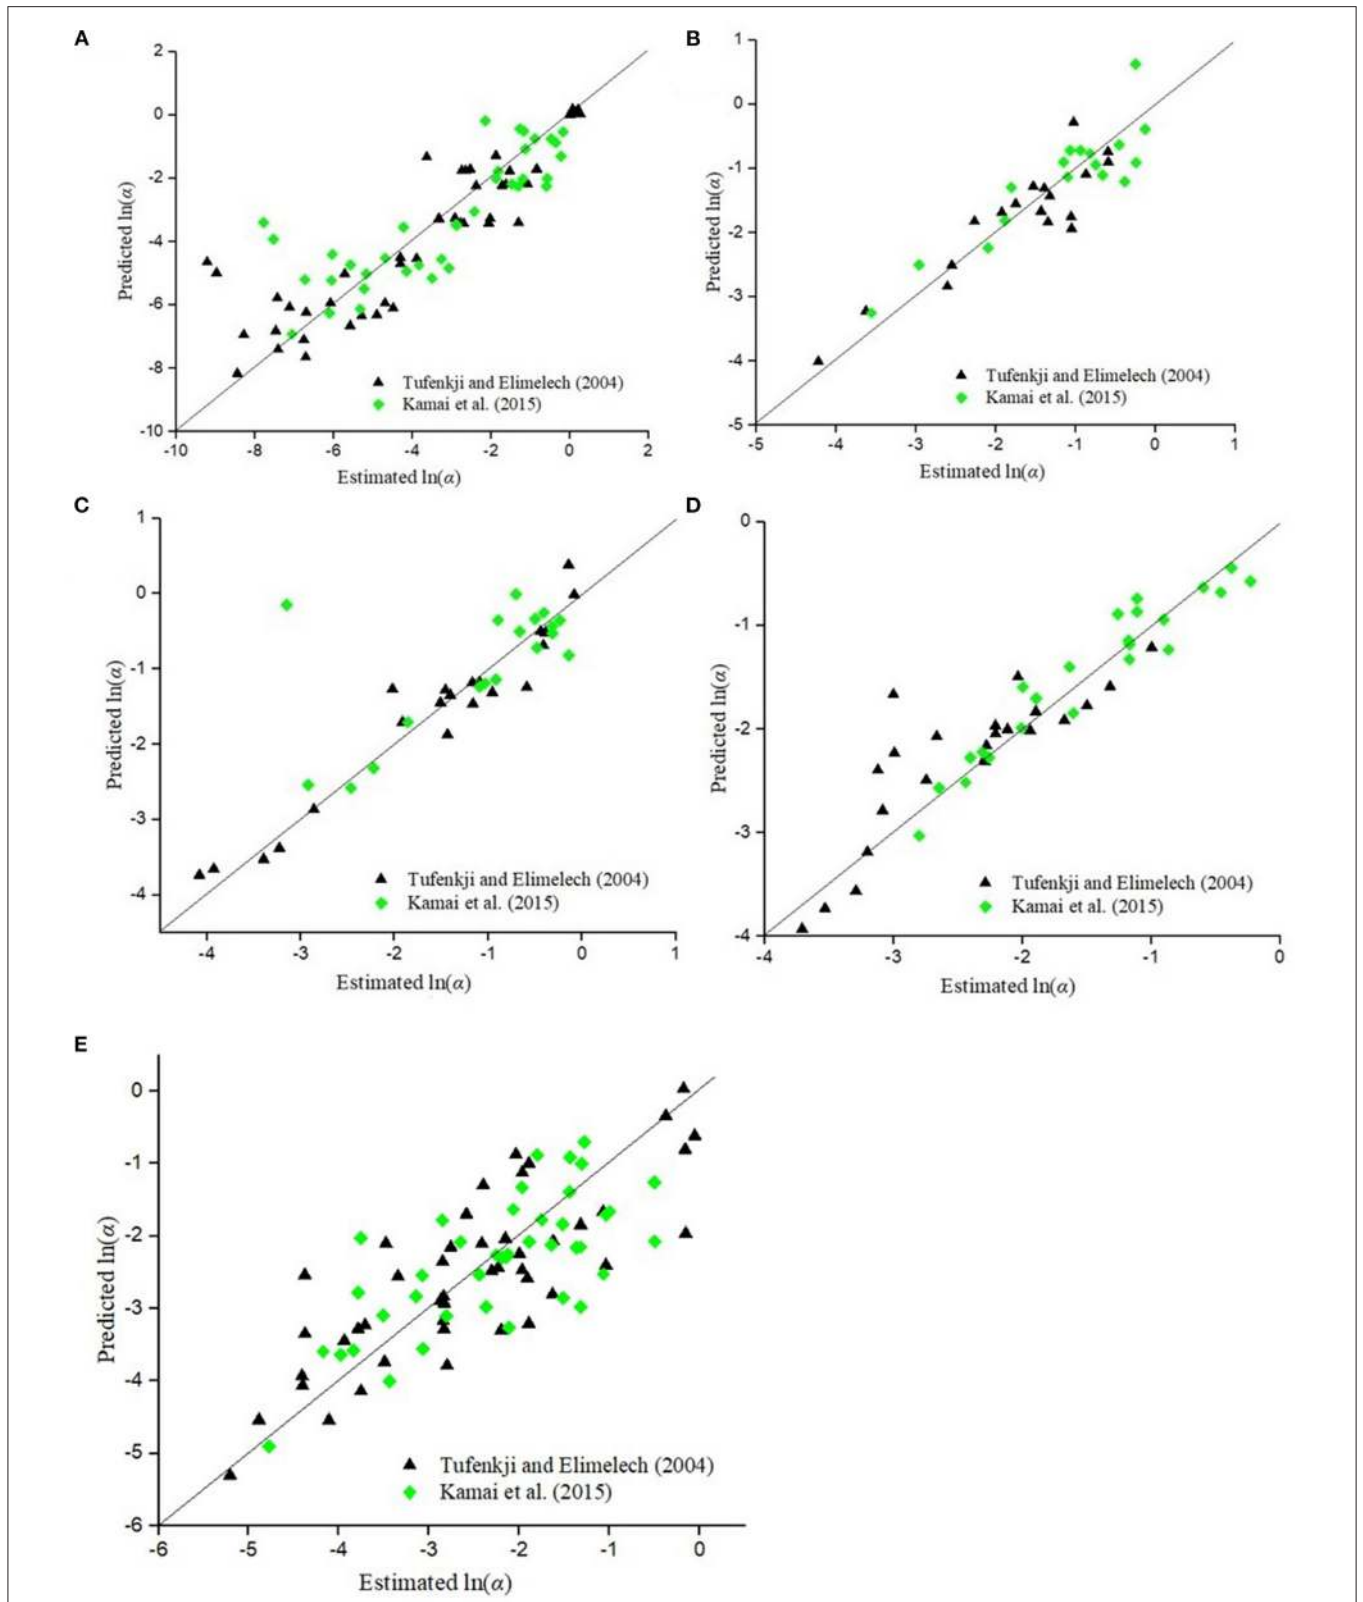 A
Predicted ln(α)
2
0
-2
-4
-6
-8
-10
Tufenkji and Elimelech (2004)
Kamai et al. (2015)
-10 -8 -6 -4 -2 0 2
Estimated ln(α)
B
Predicted ln(α)
1
0
-1
-2
-3
-4
-5
Tufenkji and Elimelech (2004)
Kamai et al. (2015)
-5 -4 -3 -2 -1 0 1
Estimated ln(α)
C
Predicted ln(α)
1
0
-1
-2
-3
-4
Tufenkji and Elimelech (2004)
Kamai et al. (2015)
-4 -3 -2 -1 0 1
Estimated ln(α)
D
Predicted ln(α)
0
-1
-2
-3
-4
Tufenkji and Elimelech (2004)
Kamai et al. (2015)
-4 -3 -2 -1 0
Estimated ln(α)
E
Predicted ln(α)
0
-1
-2
-3
-4
-5
-6
Tufenkji and Elimelech (2004)
Kamai et al. (2015)
-6 -5 -4 -3 -2 -1 0
Estimated ln(α)